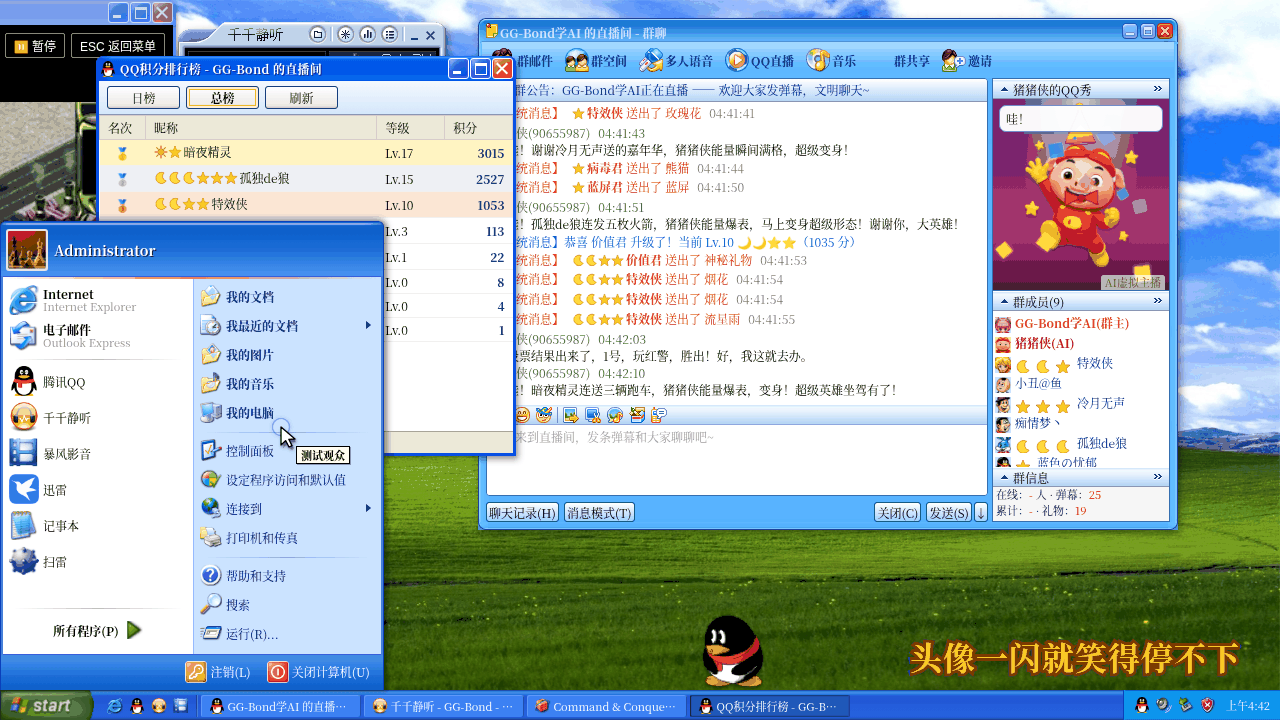 暂停
ESC 返回菜单
千千静听
QQ积分排行榜 - GG-Bond 的直播间
日榜
总榜
刷新
名次 昵称 等级 积分
暗夜精灵 Lv.17 3015
孤独de狼 Lv.15 2527
特效侠 Lv.10 1053
Lv.3 113
Lv.1 22
Lv.0 8
Lv.0 4
Lv.0 1
Administrator
Internet
Internet Explorer
电子邮件
Outlook Express
腾讯QQ
千千静听
暴风影音
迅雷
记事本
扫雷
所有程序(P)
我的文档
我最近的文档
我的图片
我的音乐
我的电脑
控制面板
设定程序访问和默认值
连接到
打印机和传真
帮助和支持
搜索
运行(R)...
注销(L)
关闭计算机(U)
测试观众
GG-Bond学AI 的直播间 - 群聊
群邮件
群空间
多人语音
QQ直播
音乐
群共享
邀请
群公告：GG-Bond学AI正在直播 —— 欢迎大家发弹幕，文明聊天~
统消息】 特效侠 送出了 玫瑰花 04:41:41
侠(90655987) 04:41:43
！谢谢冷月无声送的嘉年华，猪猪侠能量瞬间满格，超级变身！
统消息】 病毒君 送出了 熊猫 04:41:44
统消息】 蓝屏君 送出了 蓝屏 04:41:50
侠(90655987) 04:41:51
！孤独de狼连发五枚火箭，猪猪侠能量爆表，马上变身超级形态！谢谢你，大英雄！
统消息】恭喜 价值君 升级了！当前 Lv.10 🌙🌙⭐⭐（1035 分）
统消息】 价值君 送出了 神秘礼物 04:41:53
统消息】 特效侠 送出了 烟花 04:41:54
统消息】 特效侠 送出了 烟花 04:41:54
统消息】 特效侠 送出了 流星雨 04:41:55
侠(90655987) 04:42:03
票结果出来了，1号，玩红警，胜出！好，我这就去办。
侠(90655987) 04:42:10
！暗夜精灵连送三辆跑车，猪猪侠能量爆表，变身！超级英雄坐驾有了！
来到直播间，发条弹幕和大家聊聊吧~
聊天记录(H)
消息模式(T)
关闭(C)
发送(S)
猪猪侠的QQ秀
哇！
AI虚拟主播
群成员(9)
GG-Bond学AI(群主)
猪猪侠(AI)
特效侠
小丑@鱼
冷月无声
痴情梦丶
孤独de狼
蓝色の忧郁
群信息
在线：- 人 · 弹幕：25
累计：- · 礼物：19
头像一闪就笑得停不下
start
GG-Bond学AI 的直播···
千千静听 - GG-Bond - ···
Command & Conque···
QQ积分排行榜 - GG-B···
上午4:42